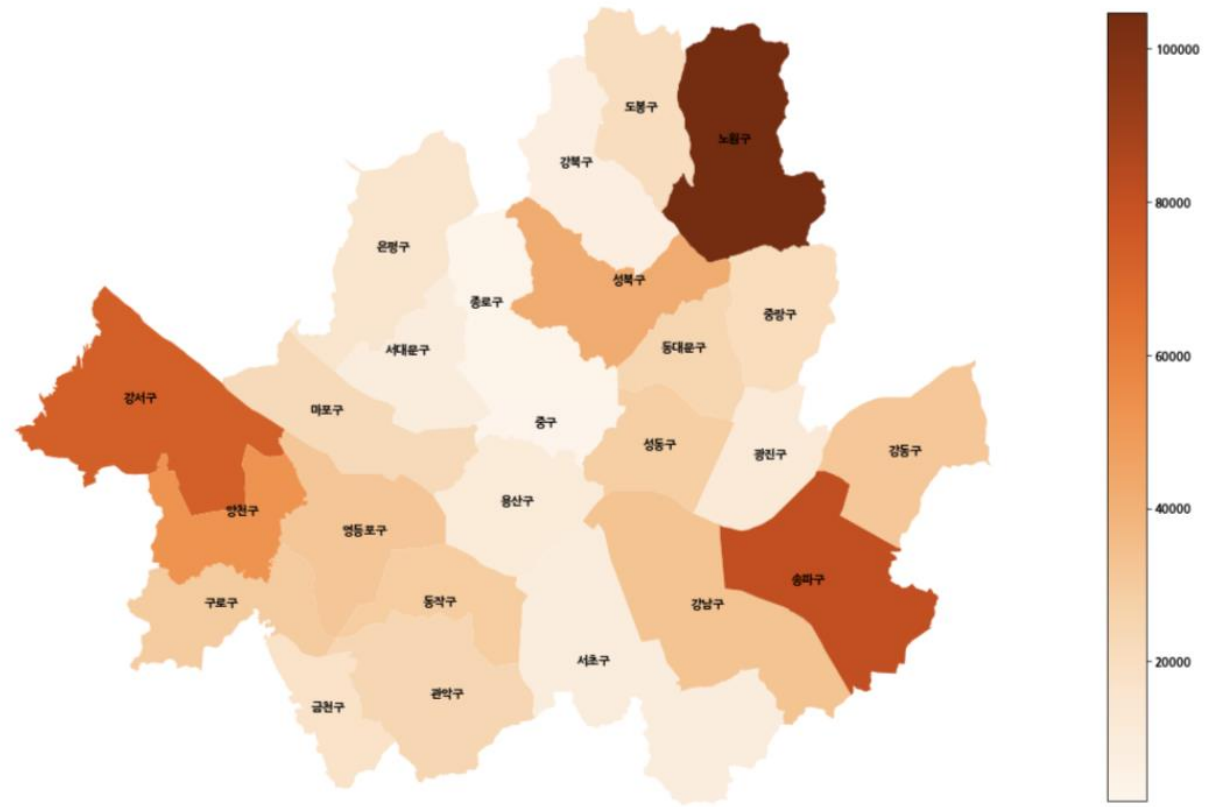 도봉구
노원구
강북구
은평구
성북구
종로구
중랑구
서대문구
동대문구
강서구
마포구
중구
성동구
광진구
강동구
양천구
용산구
영등포구
송파구
구로구
동작구
강남구
서초구
금천구
관악구
100000
80000
60000
40000
20000